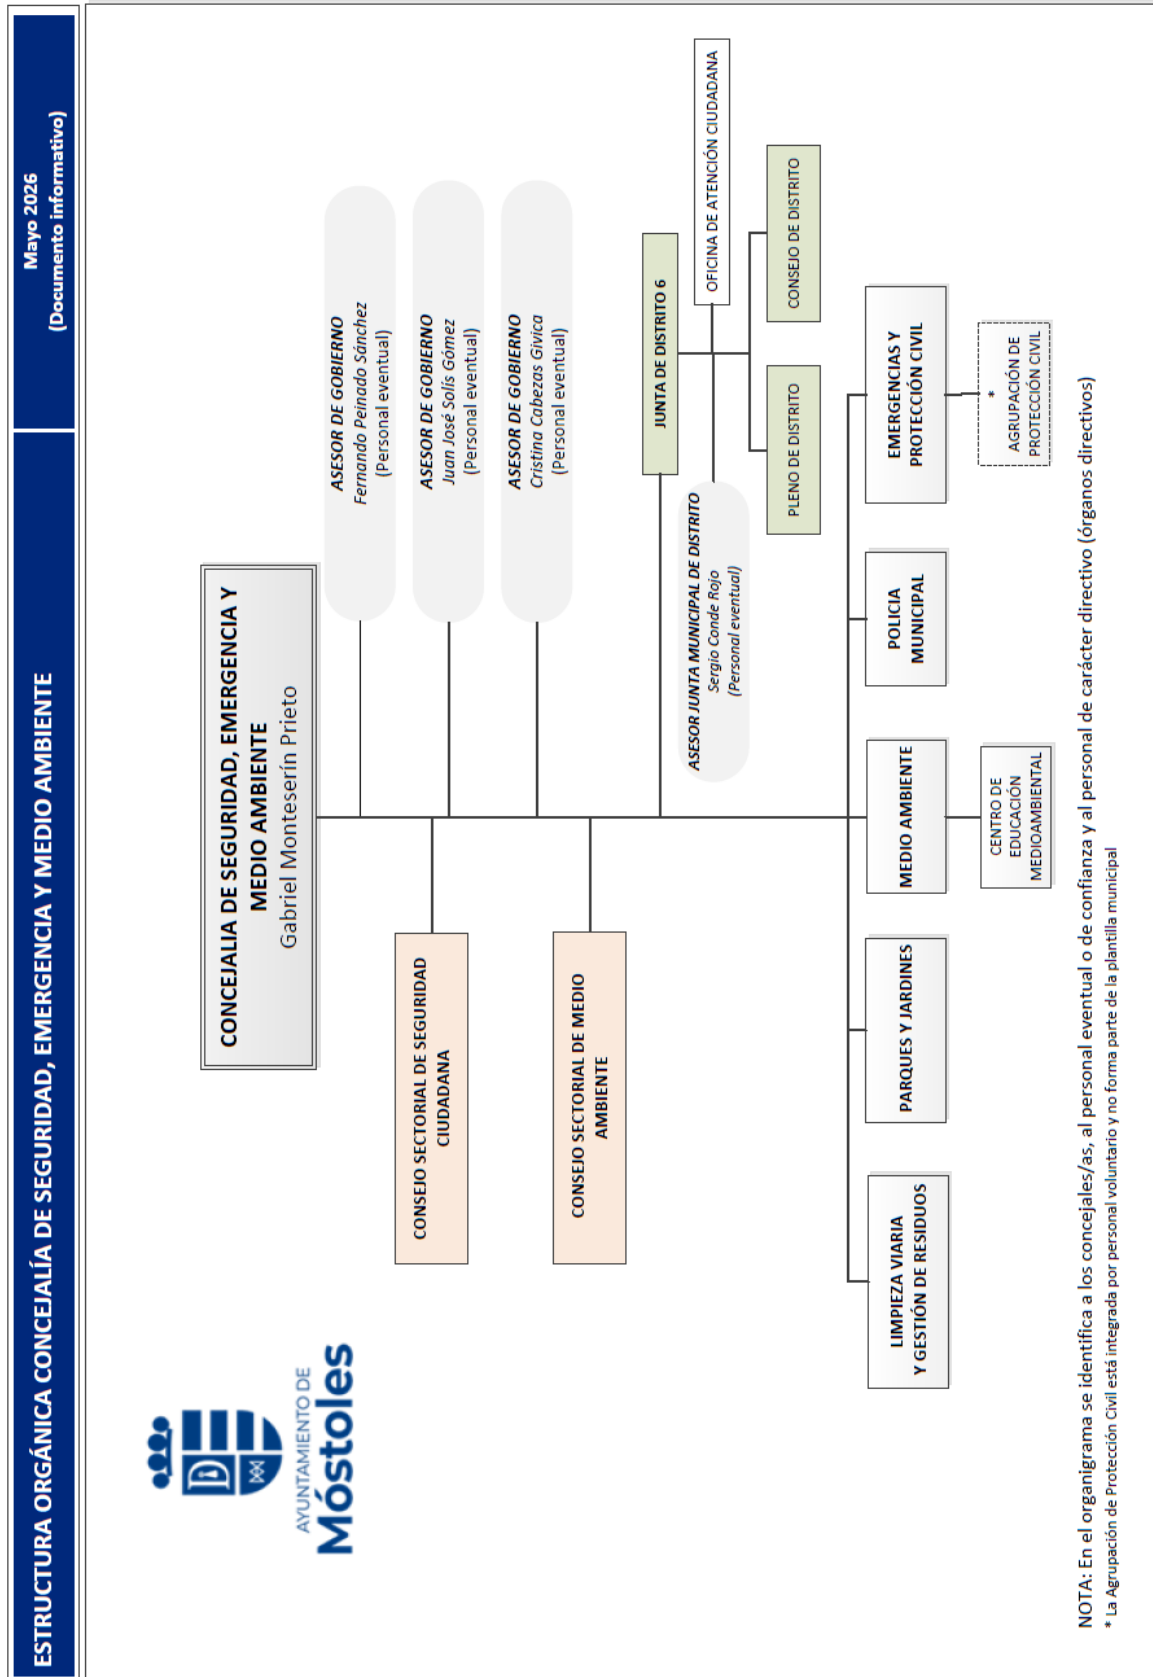 ESTRUCTURA ORGÁNICA CONCEJALÍA DE SEGURIDAD, EMERGENCIA Y MEDIO AMBIENTE
Mayo 2026
(Documento informativo)
AYUNTAMIENTO DE
Móstoles
CONCEJALIA DE SEGURIDAD, EMERGENCIA Y
MEDIO AMBIENTE
Gabriel Monteserín Prieto
ASESOR DE GOBIERNO
Fernando Peinado Sánchez
(Personal eventual)
CONSEJO SECTORIAL DE SEGURIDAD
CIUDADANA
ASESOR DE GOBIERNO
Juan José Solís Gómez
(Personal eventual)
ASESOR DE GOBIERNO
Cristina Cabezas Givica
(Personal eventual)
CONSEJO SECTORIAL DE MEDIO
AMBIENTE
JUNTA DE DISTRITO 6
ASESOR JUNTA MUNICIPAL DE DISTRITO
Sergio Conde Rojo
(Personal eventual)
OFICINA DE ATENCIÓN CIUDADANA
PLENO DE DISTRITO
CONSEJO DE DISTRITO
LIMPIEZA VIARIA
Y GESTIÓN DE RESIDUOS
PARQUES Y JARDINES
MEDIO AMBIENTE
POLICIA
MUNICIPAL
EMERGENCIAS Y
PROTECCIÓN CIVIL
CENTRO DE
EDUCACIÓN
MEDIOAMBIENTAL
*
AGRUPACIÓN DE
PROTECCIÓN CIVIL
NOTA: En el organigrama se identifica a los concejales/as, al personal eventual o de confianza y al personal de carácter directivo (órganos directivos)
* La Agrupación de Protección Civil está integrada por personal voluntario y no forma parte de la plantilla municipal